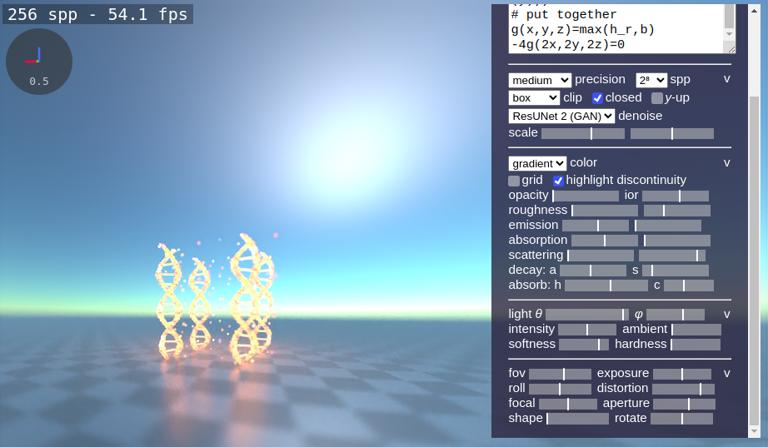 256 spp - 54.1 fps
0.5
# put together
g(x,y,z)=max(h_r,b)
-4g(2x,2y,2z)=0
medium precision 2⁸ spp v
box clip closed y-up
ResUNet 2 (GAN) denoise
scale
gradient color v
grid highlight discontinuity
opacity ior
roughness
emission
absorption
scattering
decay: a s
absorb: h c
light θ φ v
intensity ambient
softness hardness
fov exposure v
roll distortion
focal aperture
shape rotate